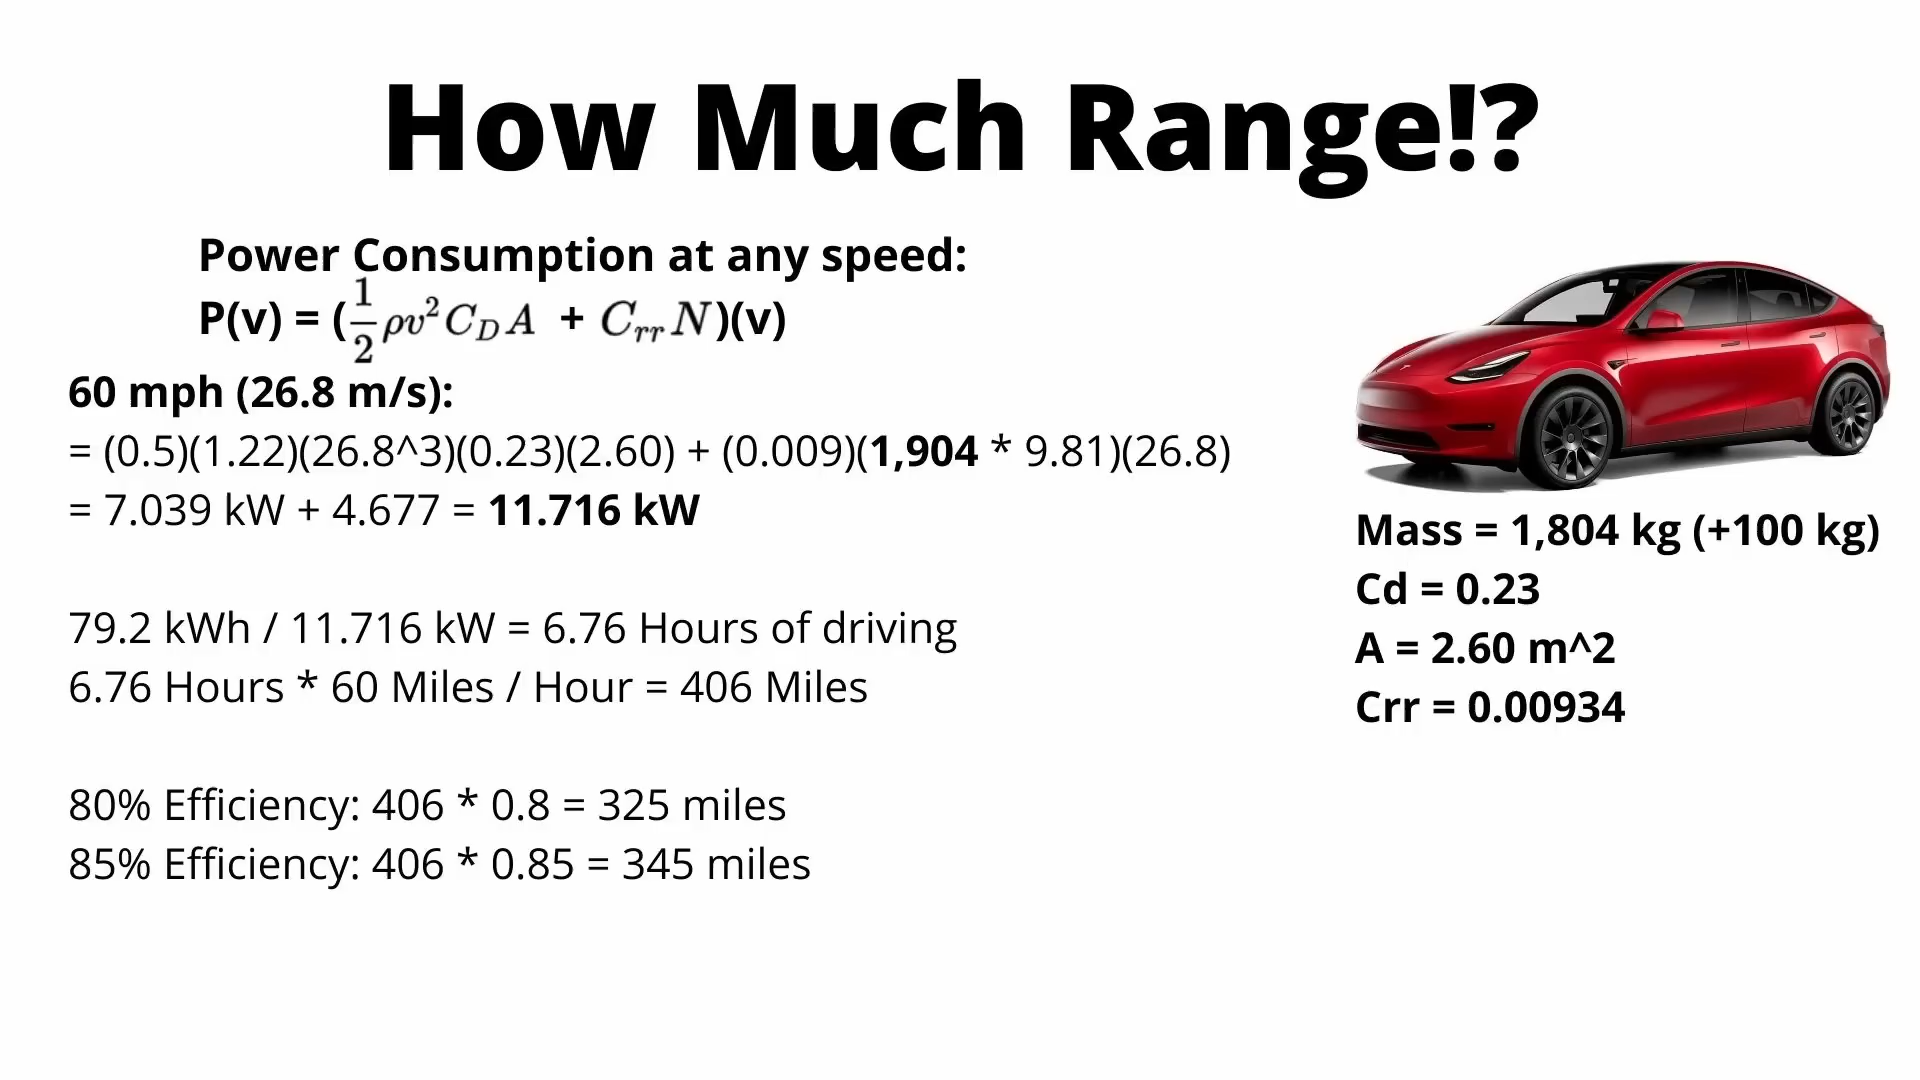 How Much Range!?
Power Consumption at any speed:
P(v) = (½ρv²C_D A + C_rr N)(v)
60 mph (26.8 m/s):
= (0.5)(1.22)(26.8^3)(0.23)(2.60) + (0.009)(1,904 * 9.81)(26.8)
= 7.039 kW + 4.677 = 11.716 kW
79.2 kWh / 11.716 kW = 6.76 Hours of driving
6.76 Hours * 60 Miles / Hour = 406 Miles
80% Efficiency: 406 * 0.8 = 325 miles
85% Efficiency: 406 * 0.85 = 345 miles
Mass = 1,804 kg (+100 kg)
Cd = 0.23
A = 2.60 m^2
Crr = 0.00934